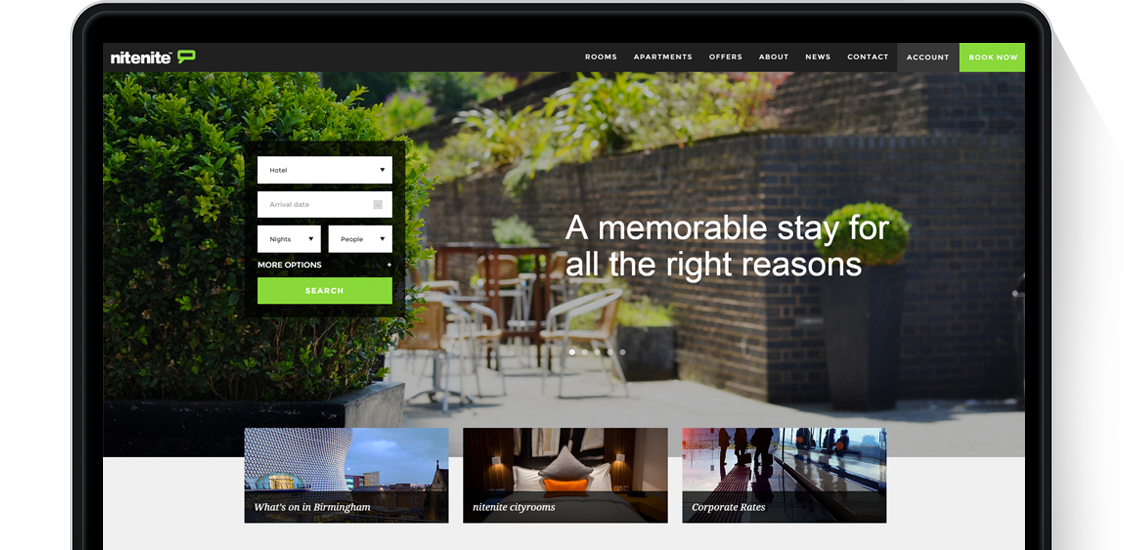 nitenite™
ROOMS APARTMENTS OFFERS ABOUT NEWS CONTACT ACCOUNT BOOK NOW
Hotel
Arrival date
Nights People
MORE OPTIONS
SEARCH
A memorable stay for
all the right reasons
What's on in Birmingham nitenite cityrooms Corporate Rates